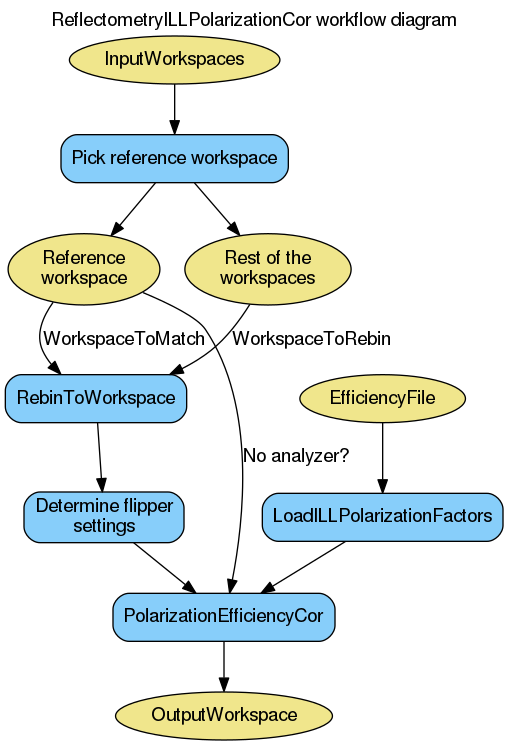 ReflectometryILLPolarizationCor workflow diagram
InputWorkspaces
Pick reference workspace
Reference
workspace
Rest of the
workspaces
WorkspaceToMatch
WorkspaceToRebin
RebinToWorkspace
EfficiencyFile
No analyzer?
Determine flipper
settings
LoadILLPolarizationFactors
PolarizationEfficiencyCor
OutputWorkspace